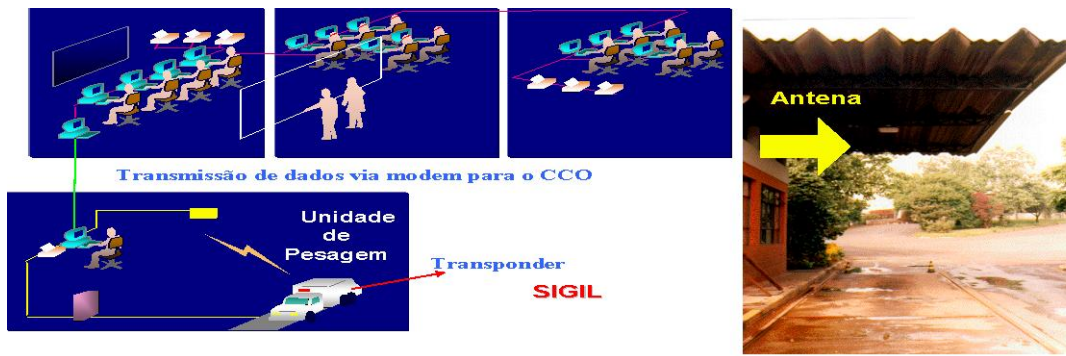 Transmissão de dados via modem para o CCO
Unidade
de
Pesagem
Transponder
SIGIL
Antena